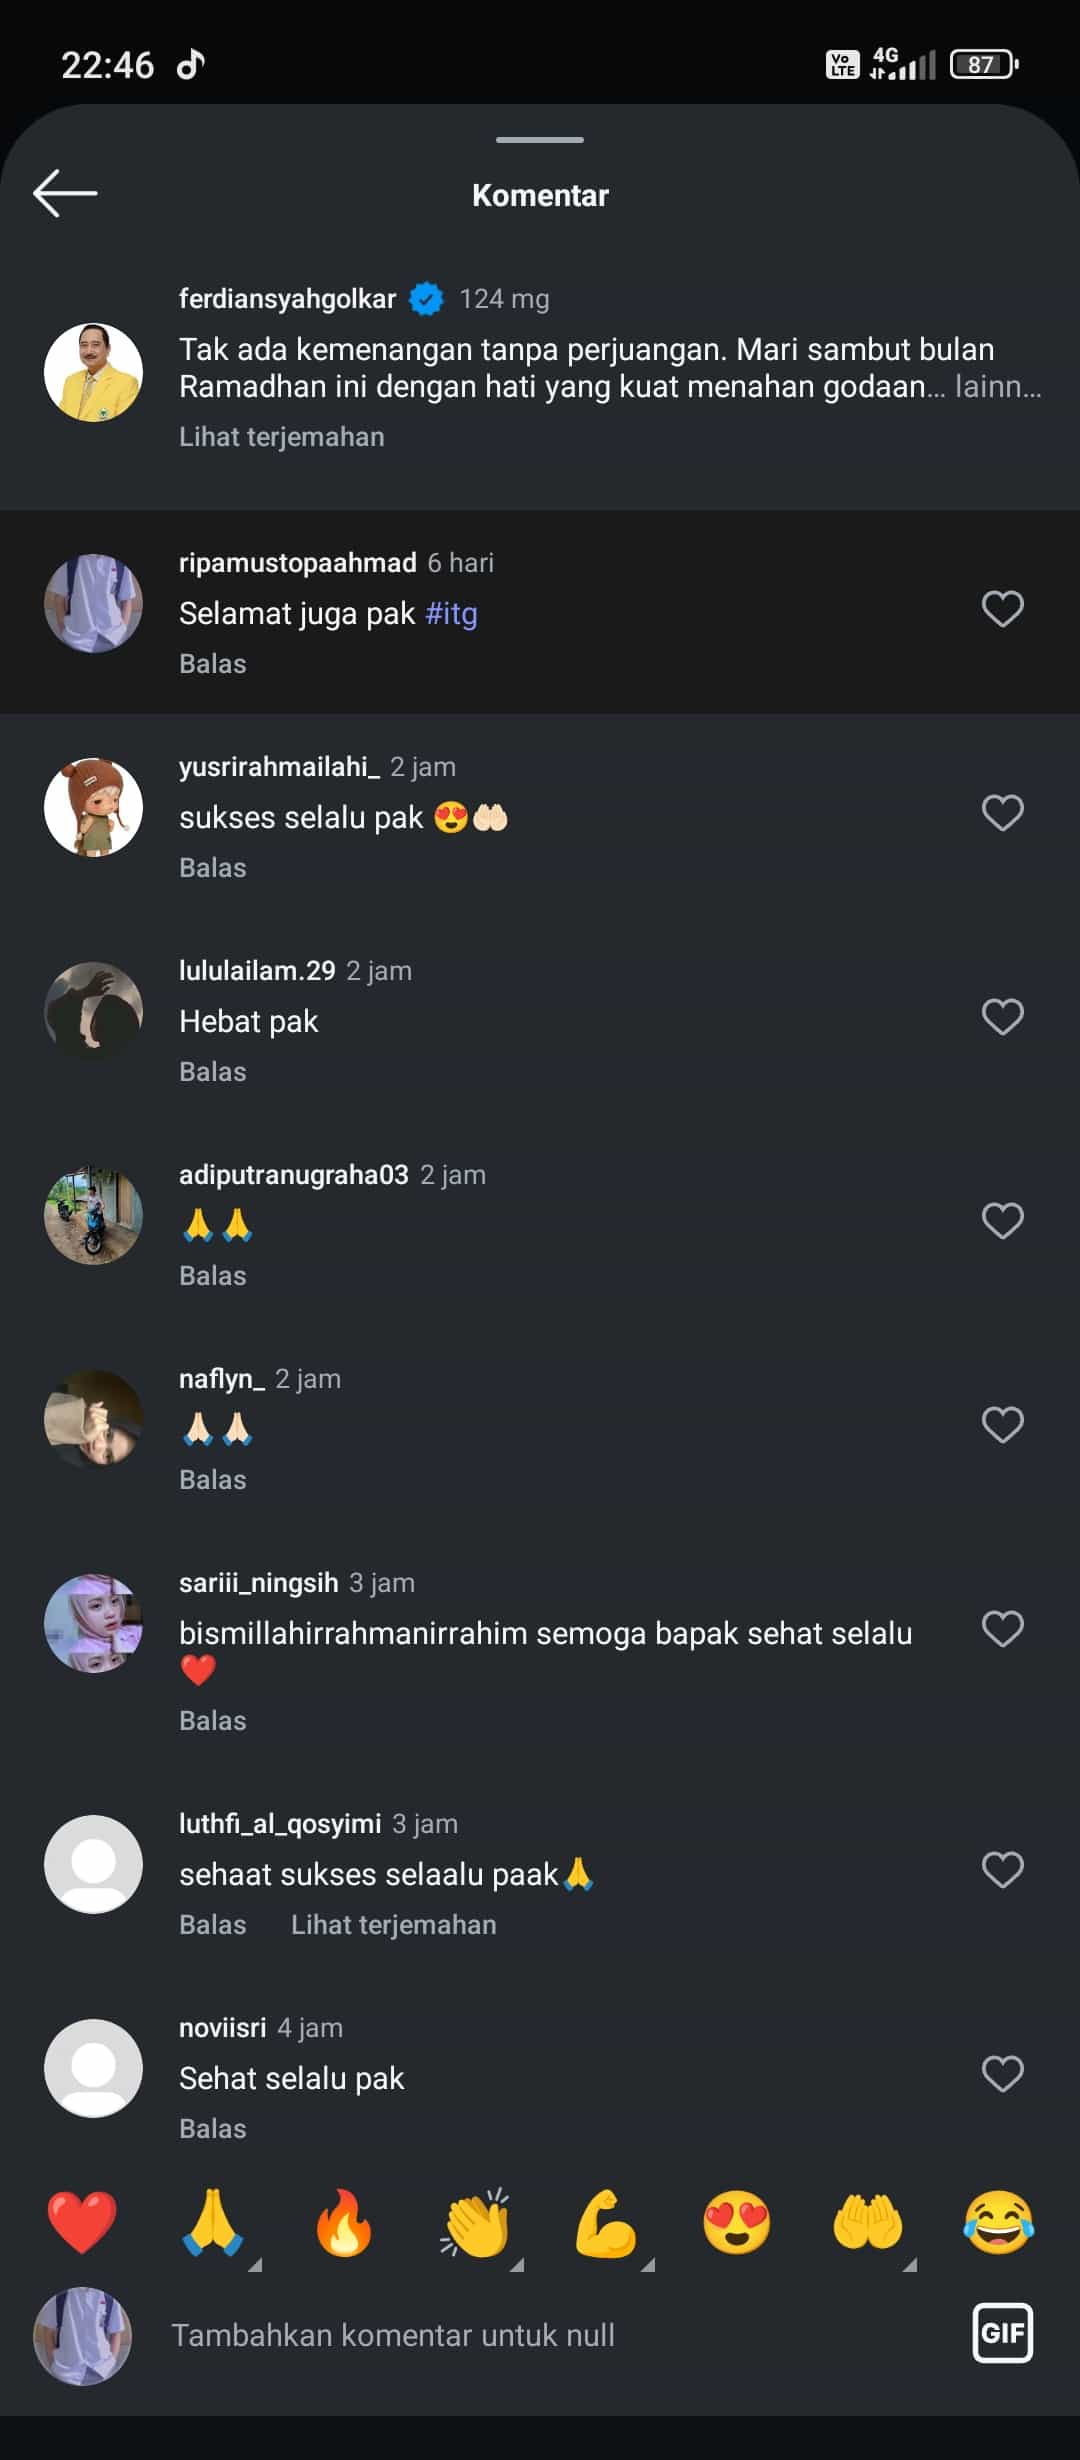 22:46
Vo LTE 4G 87
Komentar
ferdiansyahgolkar 124 mg
Tak ada kemenangan tanpa perjuangan. Mari sambut bulan
Ramadhan ini dengan hati yang kuat menahan godaan... lainn...
Lihat terjemahan
ripamustopaahmad 6 hari
Selamat juga pak #itg
Balas
yusrirahmailahi_ 2 jam
sukses selalu pak 😍🤲🏻
Balas
lululailam.29 2 jam
Hebat pak
Balas
adiputranugraha03 2 jam
🙏🙏
Balas
naflyn_ 2 jam
🙏🏻🙏🏻
Balas
sariii_ningsih 3 jam
bismillahirrahmanirrahim semoga bapak sehat selalu
❤️
Balas
luthfi_al_qosyimi 3 jam
sehaat sukses selaalu paak🙏
Balas Lihat terjemahan
noviisri 4 jam
Sehat selalu pak
Balas
❤️ 🙏 🔥 👏 💪 😍 🤲 😂
Tambahkan komentar untuk null
GIF